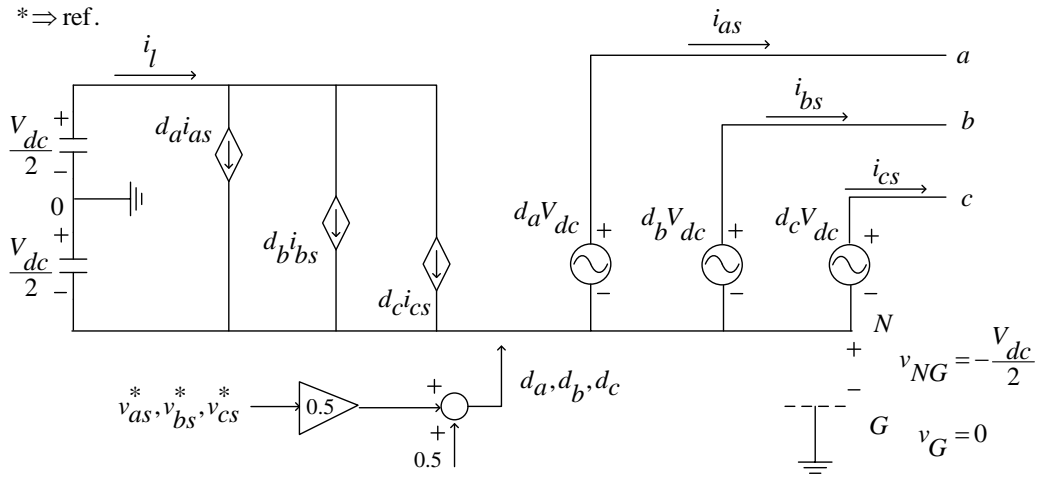 * ⇒ ref.
i_l
i_as
a
i_bs
b
i_cs
c
+
V_dc/2
−
0
+
V_dc/2
−
d_a i_as
d_b i_bs
d_c i_cs
d_a V_dc
+
−
d_b V_dc
+
−
d_c V_dc
+
−
N
+
v_NG = −V_dc/2
−
G
v_G = 0
v*_as, v*_bs, v*_cs
0.5
+
+
0.5
d_a, d_b, d_c